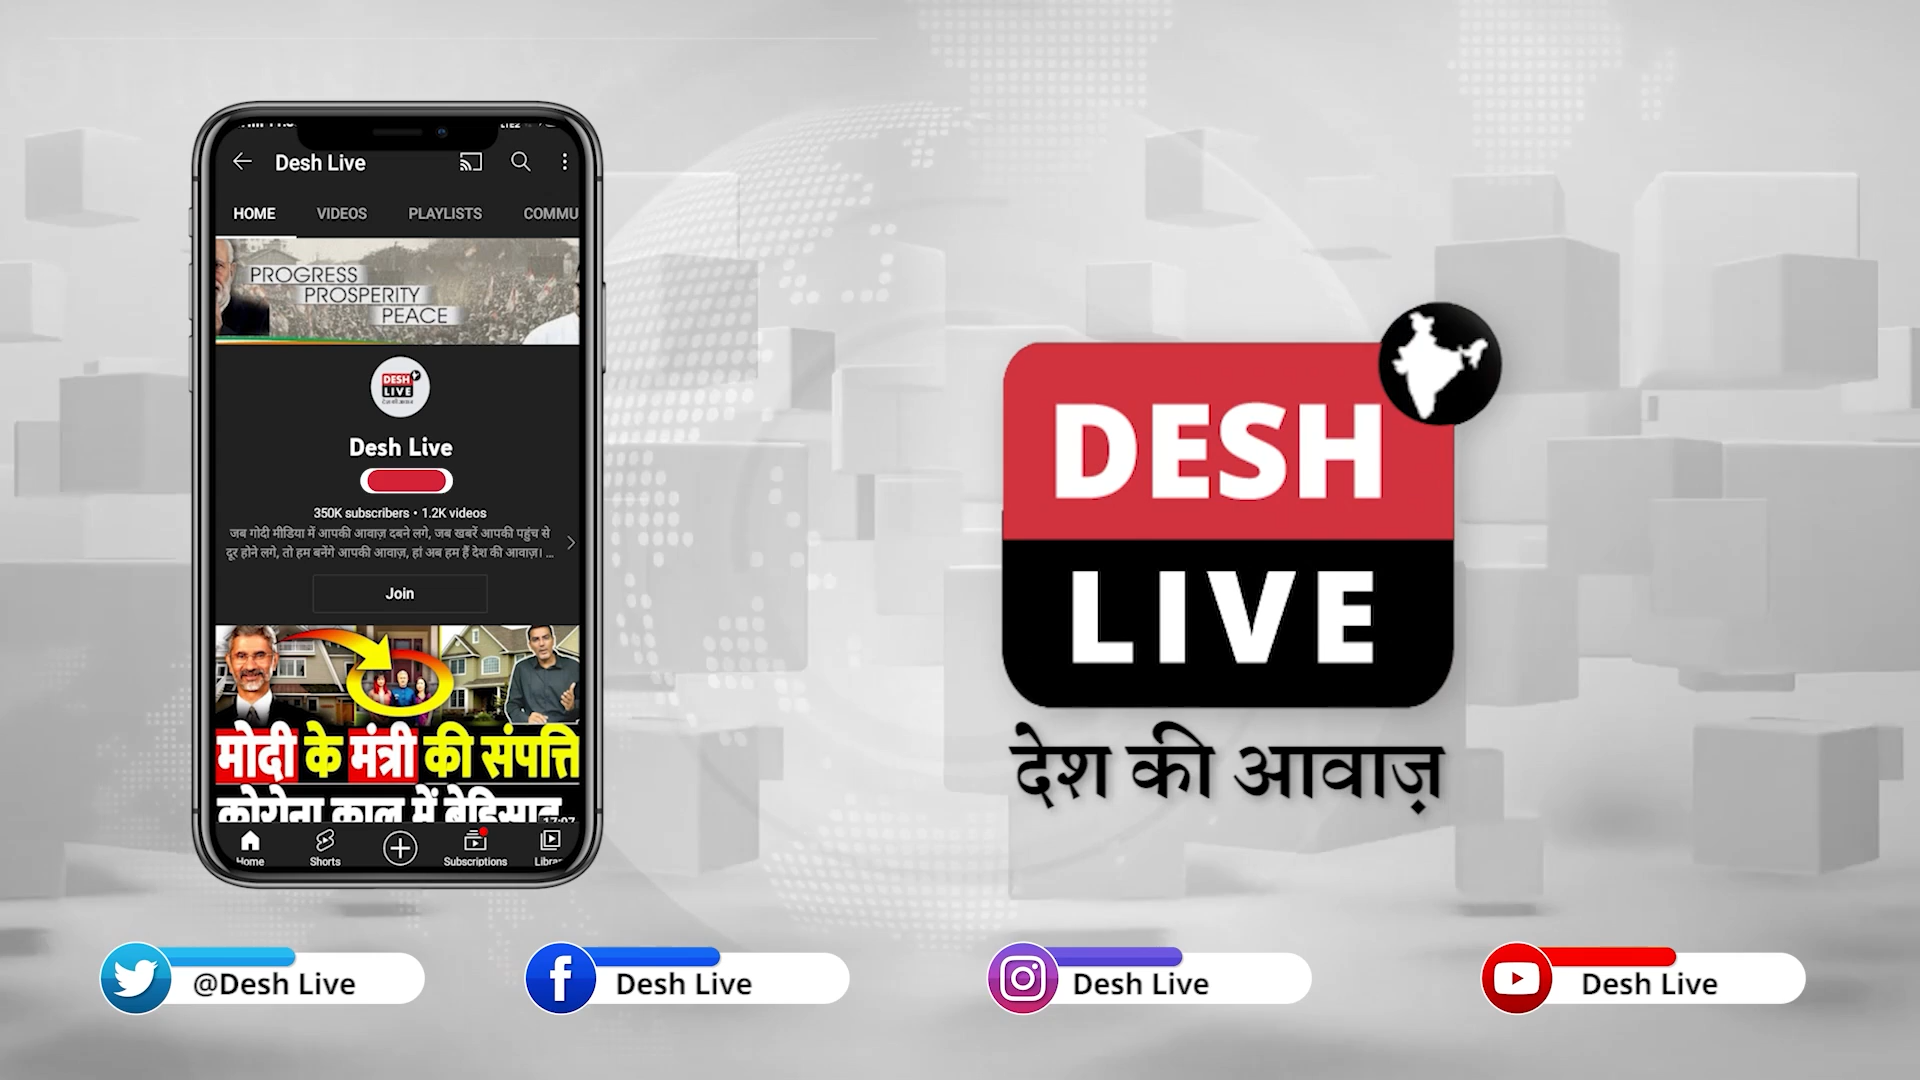 Desh Live
HOME VIDEOS PLAYLISTS COMMU
PROGRESS
PROSPERITY
PEACE
DESH
LIVE
Desh Live
350K subscribers • 1.2K videos
जब गोदी मीडिया में आपकी आवाज़ दबने लगे, जब खबरें आपकी पहुंच से
दूर होने लगे, तो हम बनेंगे आपकी आवाज़, हां अब हम हैं देश की आवाज़। ...
Join
मोदी के मंत्री की संपत्ति
कोरोना काल में बेहिसाब
Home Shorts Subscriptions Librar
DESH
LIVE
देश की आवाज़
@Desh Live
Desh Live
Desh Live
Desh Live